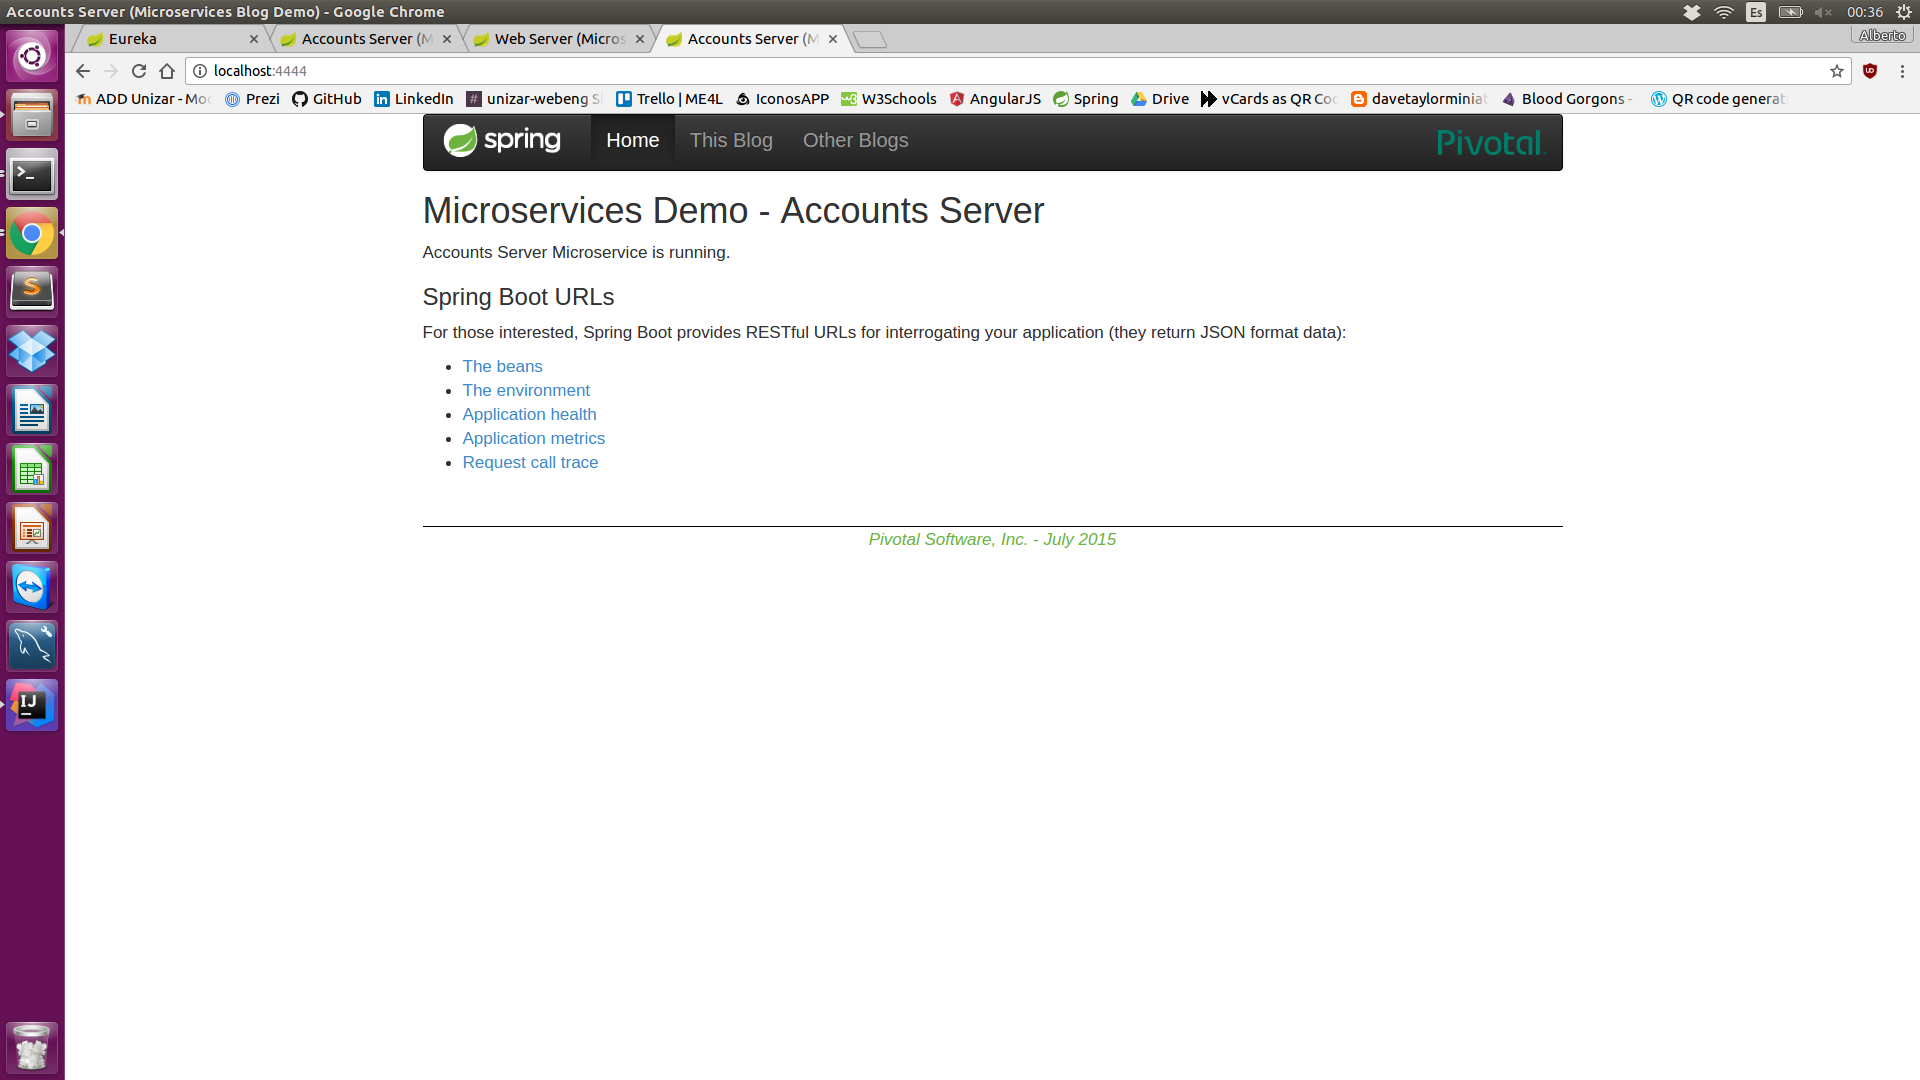 Accounts Server (Microservices Blog Demo) - Google Chrome
Es
00:36
Eureka
Accounts Server (M
Web Server (Micros
Accounts Server (M
Alberto
localhost:4444
ADD Unizar - Moo
Prezi
GitHub
LinkedIn
unizar-webeng S
Trello | ME4L
IconosAPP
W3Schools
AngularJS
Spring
Drive
vCards as QR Co
davetaylorminiat
Blood Gorgons -
QR code generat
spring
Home
This Blog
Other Blogs
Pivotal
Microservices Demo - Accounts Server
Accounts Server Microservice is running.
Spring Boot URLs
For those interested, Spring Boot provides RESTful URLs for interrogating your application (they return JSON format data):
The beans
The environment
Application health
Application metrics
Request call trace
Pivotal Software, Inc. - July 2015